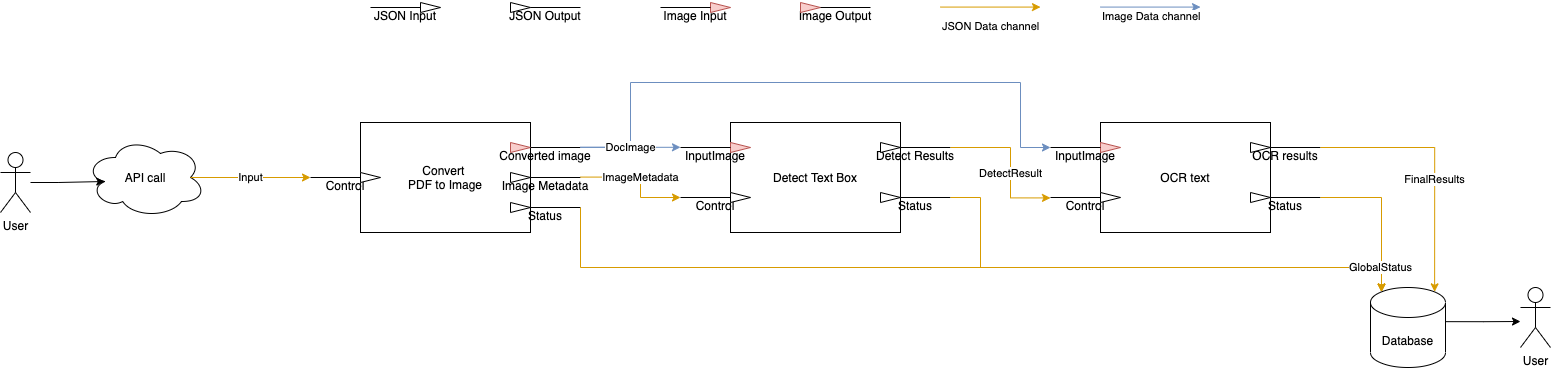 JSON Input
JSON Output
Image Input
Image Output
JSON Data channel
Image Data channel
User
API call
Input
Control
Convert
PDF to Image
Converted image
Image Metadata
Status
DocImage
ImageMetadata
InputImage
Control
Detect Text Box
Detect Results
Status
DetectResult
InputImage
Control
OCR text
OCR results
Status
FinalResults
GlobalStatus
Database
User